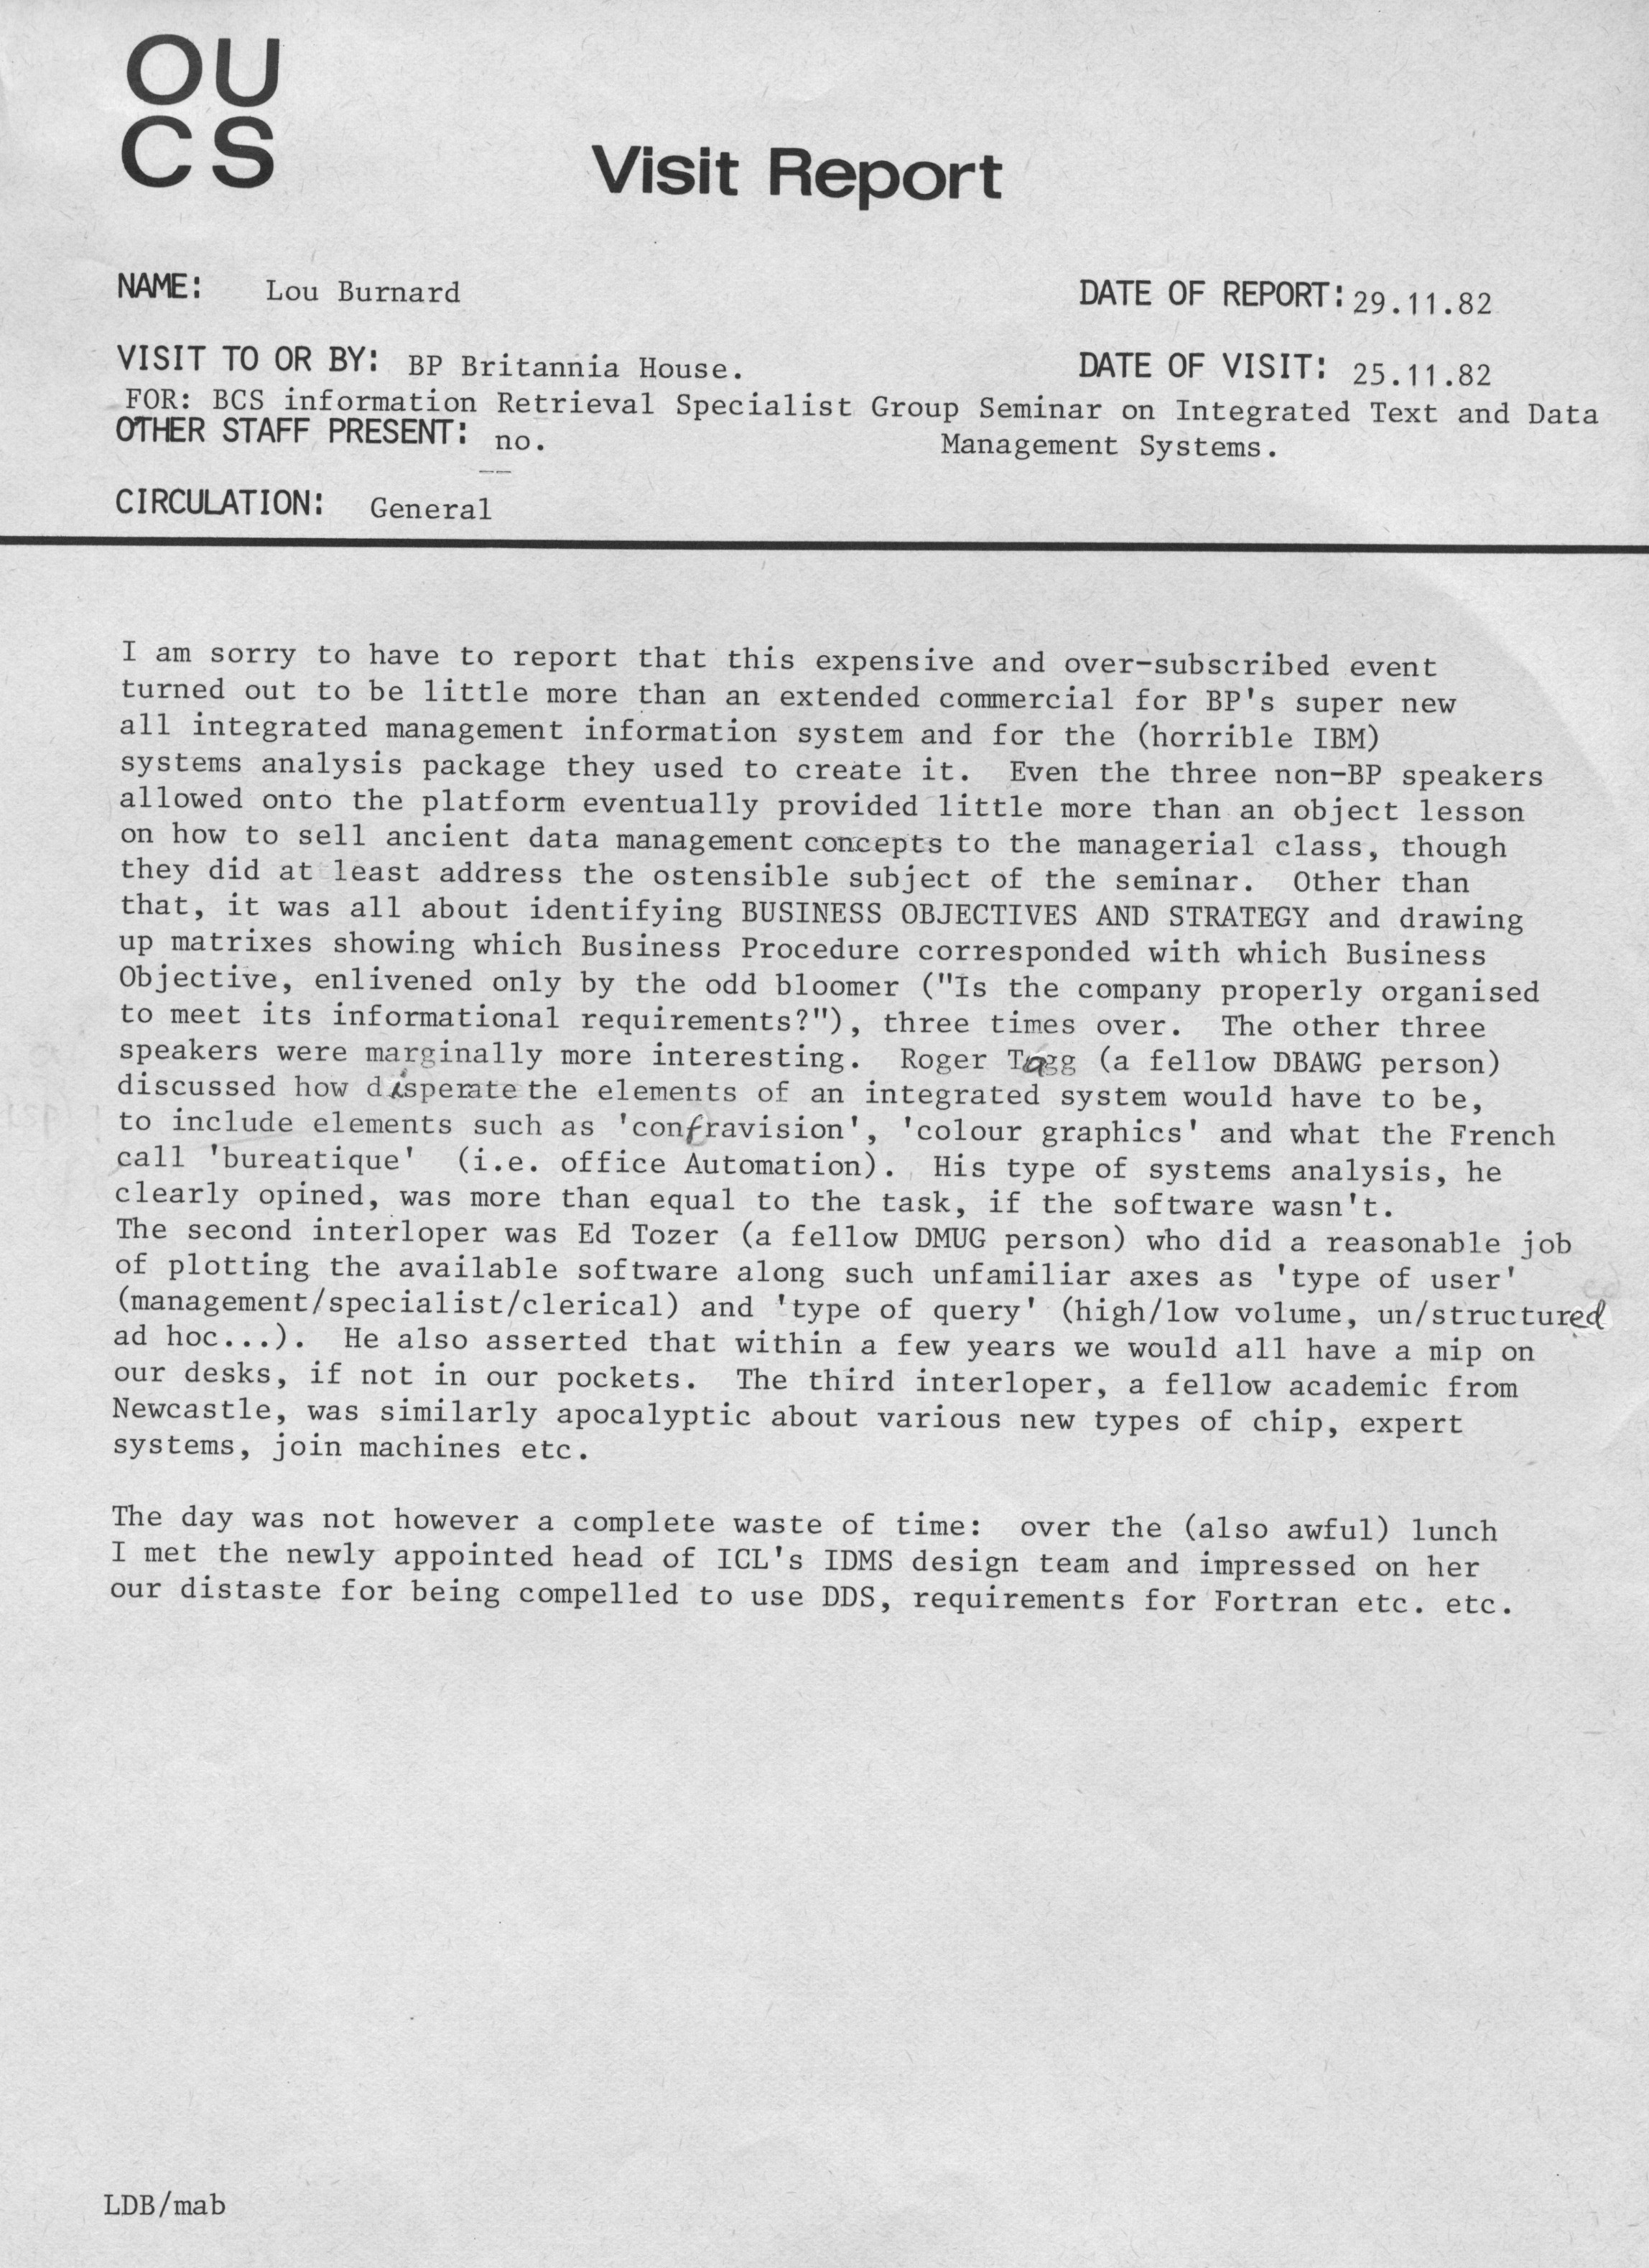 OU
CS
Visit Report
NAME: Lou Burnard
DATE OF REPORT: 29.11.82
VISIT TO OR BY: BP Britannia House.
DATE OF VISIT: 25.11.82
FOR: BCS information Retrieval Specialist Group Seminar on Integrated Text and Data
Management Systems.
OTHER STAFF PRESENT: no.
CIRCULATION: General
I am sorry to have to report that this expensive and over-subscribed event
turned out to be little more than an extended commercial for BP's super new
all integrated management information system and for the (horrible IBM)
systems analysis package they used to create it. Even the three non-BP speakers
allowed onto the platform eventually provided little more than an object lesson
on how to sell ancient data management concepts to the managerial class, though
they did at least address the ostensible subject of the seminar. Other than
that, it was all about identifying BUSINESS OBJECTIVES AND STRATEGY and drawing
up matrixes showing which Business Procedure corresponded with which Business
Objective, enlivened only by the odd bloomer ("Is the company properly organised
to meet its informational requirements?"), three times over. The other three
speakers were marginally more interesting. Roger Tagg (a fellow DBAWG person)
discussed how disperate the elements of an integrated system would have to be,
to include elements such as 'confravision', 'colour graphics' and what the French
call 'bureatique' (i.e. office Automation). His type of systems analysis, he
clearly opined, was more than equal to the task, if the software wasn't.
The second interloper was Ed Tozer (a fellow DMUG person) who did a reasonable job
of plotting the available software along such unfamiliar axes as 'type of user'
(management/specialist/clerical) and 'type of query' (high/low volume, un/structured
ad hoc...). He also asserted that within a few years we would all have a mip on
our desks, if not in our pockets. The third interloper, a fellow academic from
Newcastle, was similarly apocalyptic about various new types of chip, expert
systems, join machines etc.
The day was not however a complete waste of time: over the (also awful) lunch
I met the newly appointed head of ICL's IDMS design team and impressed on her
our distaste for being compelled to use DDS, requirements for Fortran etc. etc.
LDB/mab